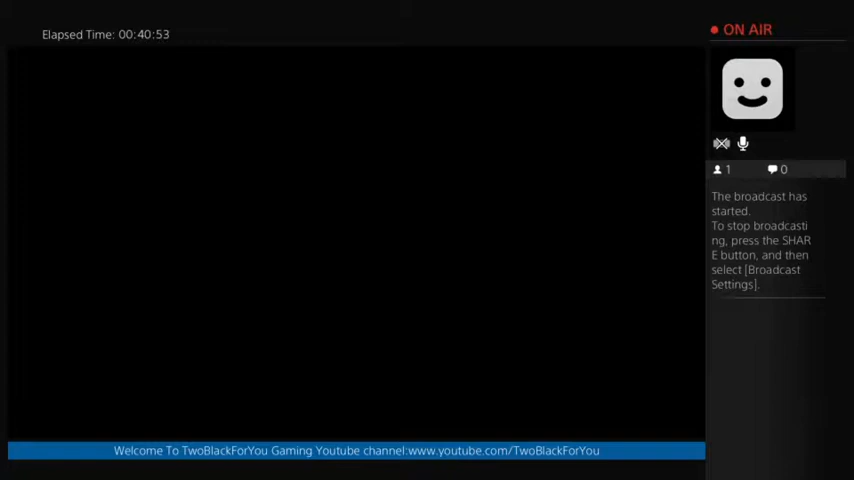 Elapsed Time: 00:40:53
ON AIR
1 0
The broadcast has
started.
To stop broadcasti
ng, press the SHAR
E button, and then
select [Broadcast
Settings].
Welcome To TwoBlackForYou Gaming Youtube channel:www.youtube.com/TwoBlackForYou